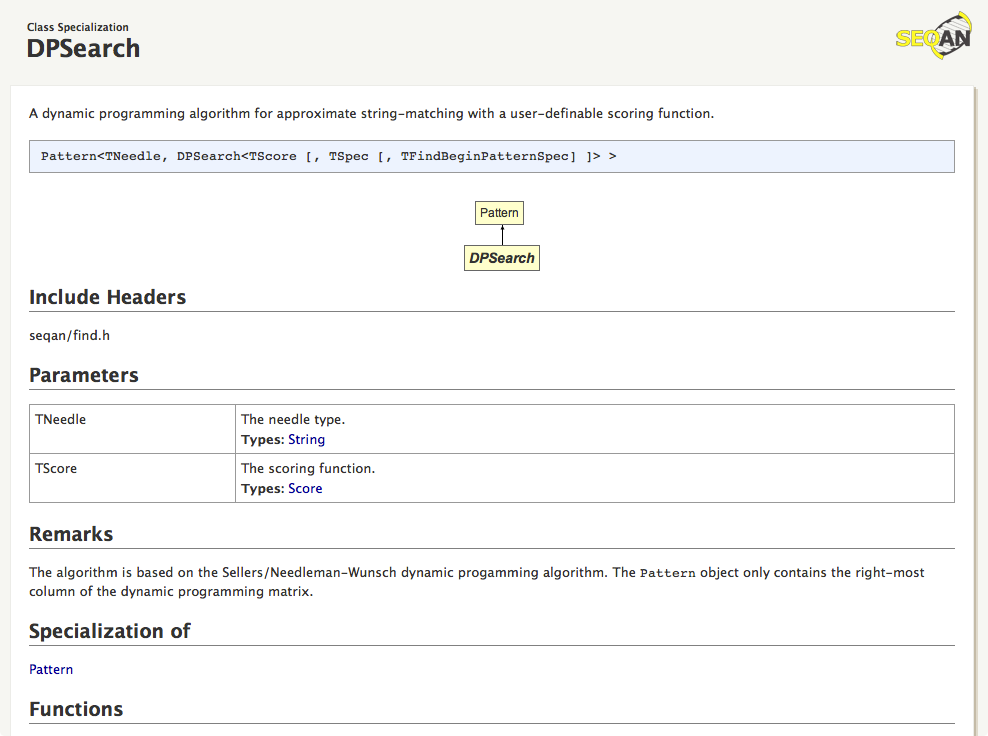 Class Specialization
DPSearch
SEQAN
A dynamic programming algorithm for approximate string-matching with a user-definable scoring function.
Pattern<TNeedle, DPSearch<TScore [, TSpec [, TFindBeginPatternSpec] ]> >
Pattern
DPSearch
Include Headers
seqan/find.h
Parameters
TNeedle The needle type.
Types: String
TScore The scoring function.
Types: Score
Remarks
The algorithm is based on the Sellers/Needleman-Wunsch dynamic progamming algorithm. The Pattern object only contains the right-most
column of the dynamic programming matrix.
Specialization of
Pattern
Functions